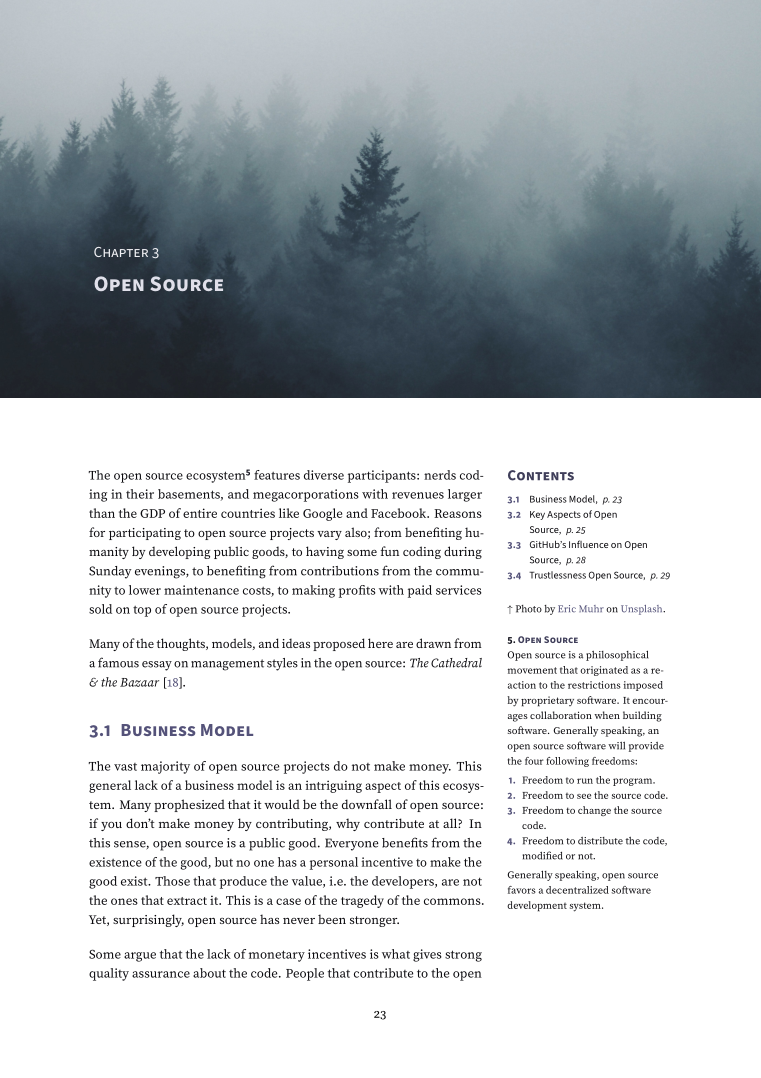 Chapter 3
Open Source
The open source ecosystem⁵ features diverse participants: nerds cod-
ing in their basements, and megacorporations with revenues larger
than the GDP of entire countries like Google and Facebook. Reasons
for participating to open source projects vary also; from benefiting hu-
manity by developing public goods, to having some fun coding during
Sunday evenings, to benefiting from contributions from the commu-
nity to lower maintenance costs, to making profits with paid services
sold on top of open source projects.
Many of the thoughts, models, and ideas proposed here are drawn from
a famous essay on management styles in the open source: The Cathedral
& the Bazaar [18].
3.1 Business Model
The vast majority of open source projects do not make money. This
general lack of a business model is an intriguing aspect of this ecosys-
tem. Many prophesized that it would be the downfall of open source:
if you don’t make money by contributing, why contribute at all? In
this sense, open source is a public good. Everyone benefits from the
existence of the good, but no one has a personal incentive to make the
good exist. Those that produce the value, i.e. the developers, are not
the ones that extract it. This is a case of the tragedy of the commons.
Yet, surprisingly, open source has never been stronger.
Some argue that the lack of monetary incentives is what gives strong
quality assurance about the code. People that contribute to the open
Contents
3.1 Business Model, p. 23
3.2 Key Aspects of Open
Source, p. 25
3.3 GitHub’s Influence on Open
Source, p. 28
3.4 Trustlessness Open Source, p. 29
↑ Photo by Eric Muhr on Unsplash.
5. Open Source
Open source is a philosophical
movement that originated as a re-
action to the restrictions imposed
by proprietary software. It encour-
ages collaboration when building
software. Generally speaking, an
open source software will provide
the four following freedoms:
1. Freedom to run the program.
2. Freedom to see the source code.
3. Freedom to change the source
code.
4. Freedom to distribute the code,
modified or not.
Generally speaking, open source
favors a decentralized software
development system.
23